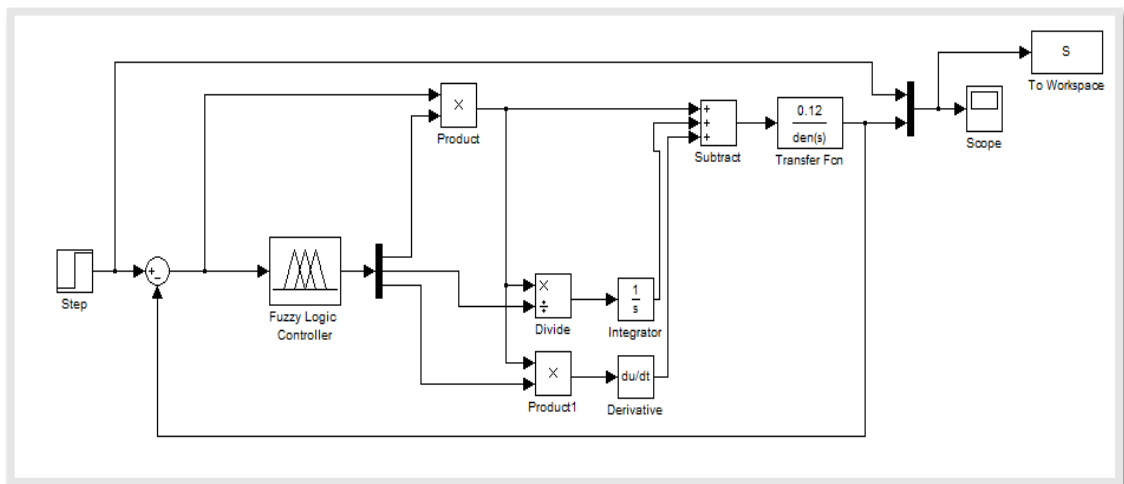 S
To Workspace
×
Product
+
+
+
Subtract
0.12
den(s)
Transfer Fcn
Scope
Step
+
−
Fuzzy Logic
Controller
×
÷
Divide
1
s
Integrator
×
Product1
du/dt
Derivative